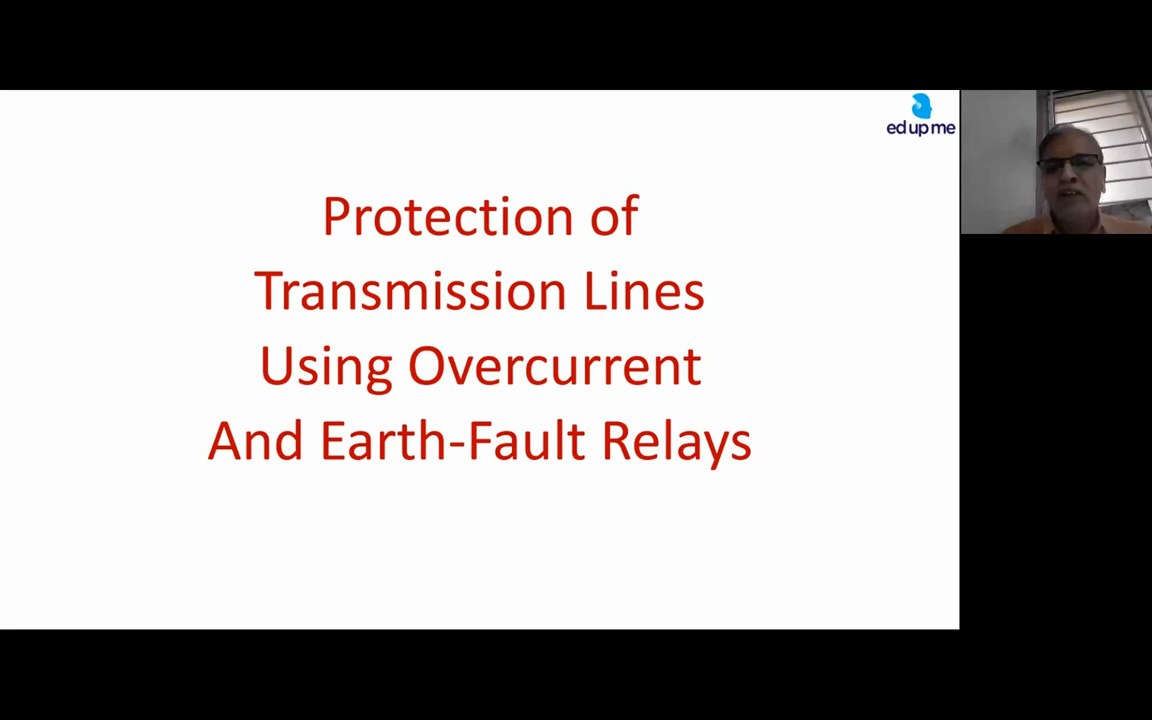 ed up me
Protection of
Transmission Lines
Using Overcurrent
And Earth-Fault Relays